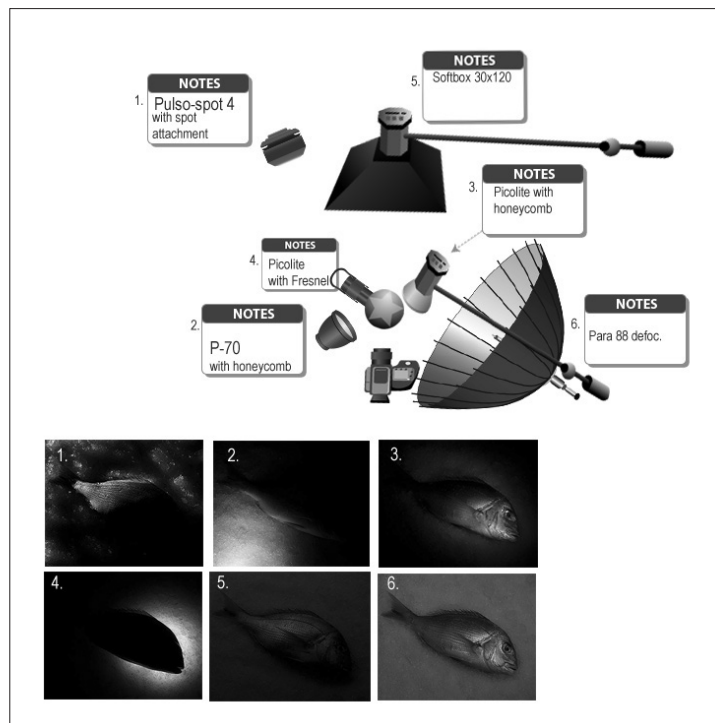 NOTES
1.
Pulso-spot 4
with spot
attachment
NOTES
5.
Softbox 30x120
NOTES
3.
Picolite with
honeycomb
NOTES
4.
Picolite
with Fresnel
NOTES
2.
P-70
with honeycomb
NOTES
6.
Para 88 defoc.
1.
2.
3.
4.
5.
6.